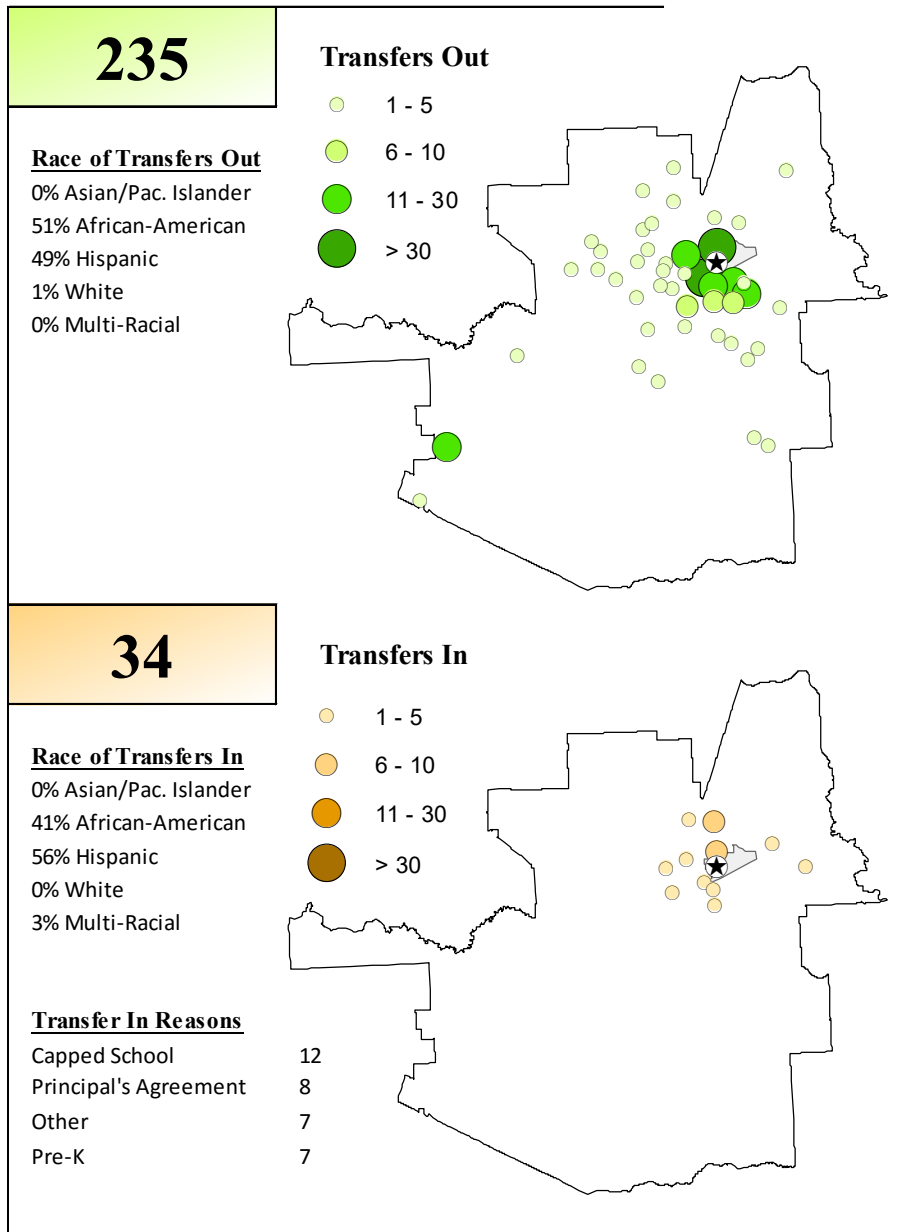 235
Transfers Out
1 - 5
6 - 10
11 - 30
> 30
Race of Transfers Out
0% Asian/Pac. Islander
51% African-American
49% Hispanic
1% White
0% Multi-Racial
34
Transfers In
1 - 5
6 - 10
11 - 30
> 30
Race of Transfers In
0% Asian/Pac. Islander
41% African-American
56% Hispanic
0% White
3% Multi-Racial
Transfer In Reasons
Capped School 12
Principal's Agreement 8
Other 7
Pre-K 7